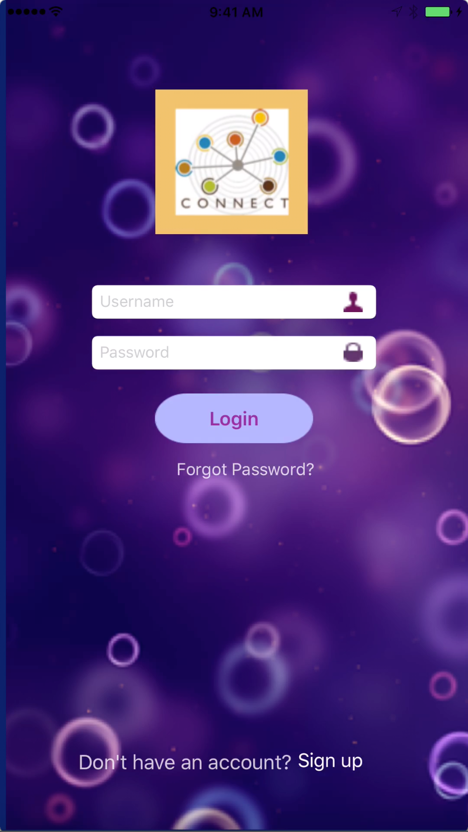 9:41 AM
CONNECT
Username
Password
Login
Forgot Password?
Don't have an account? Sign up